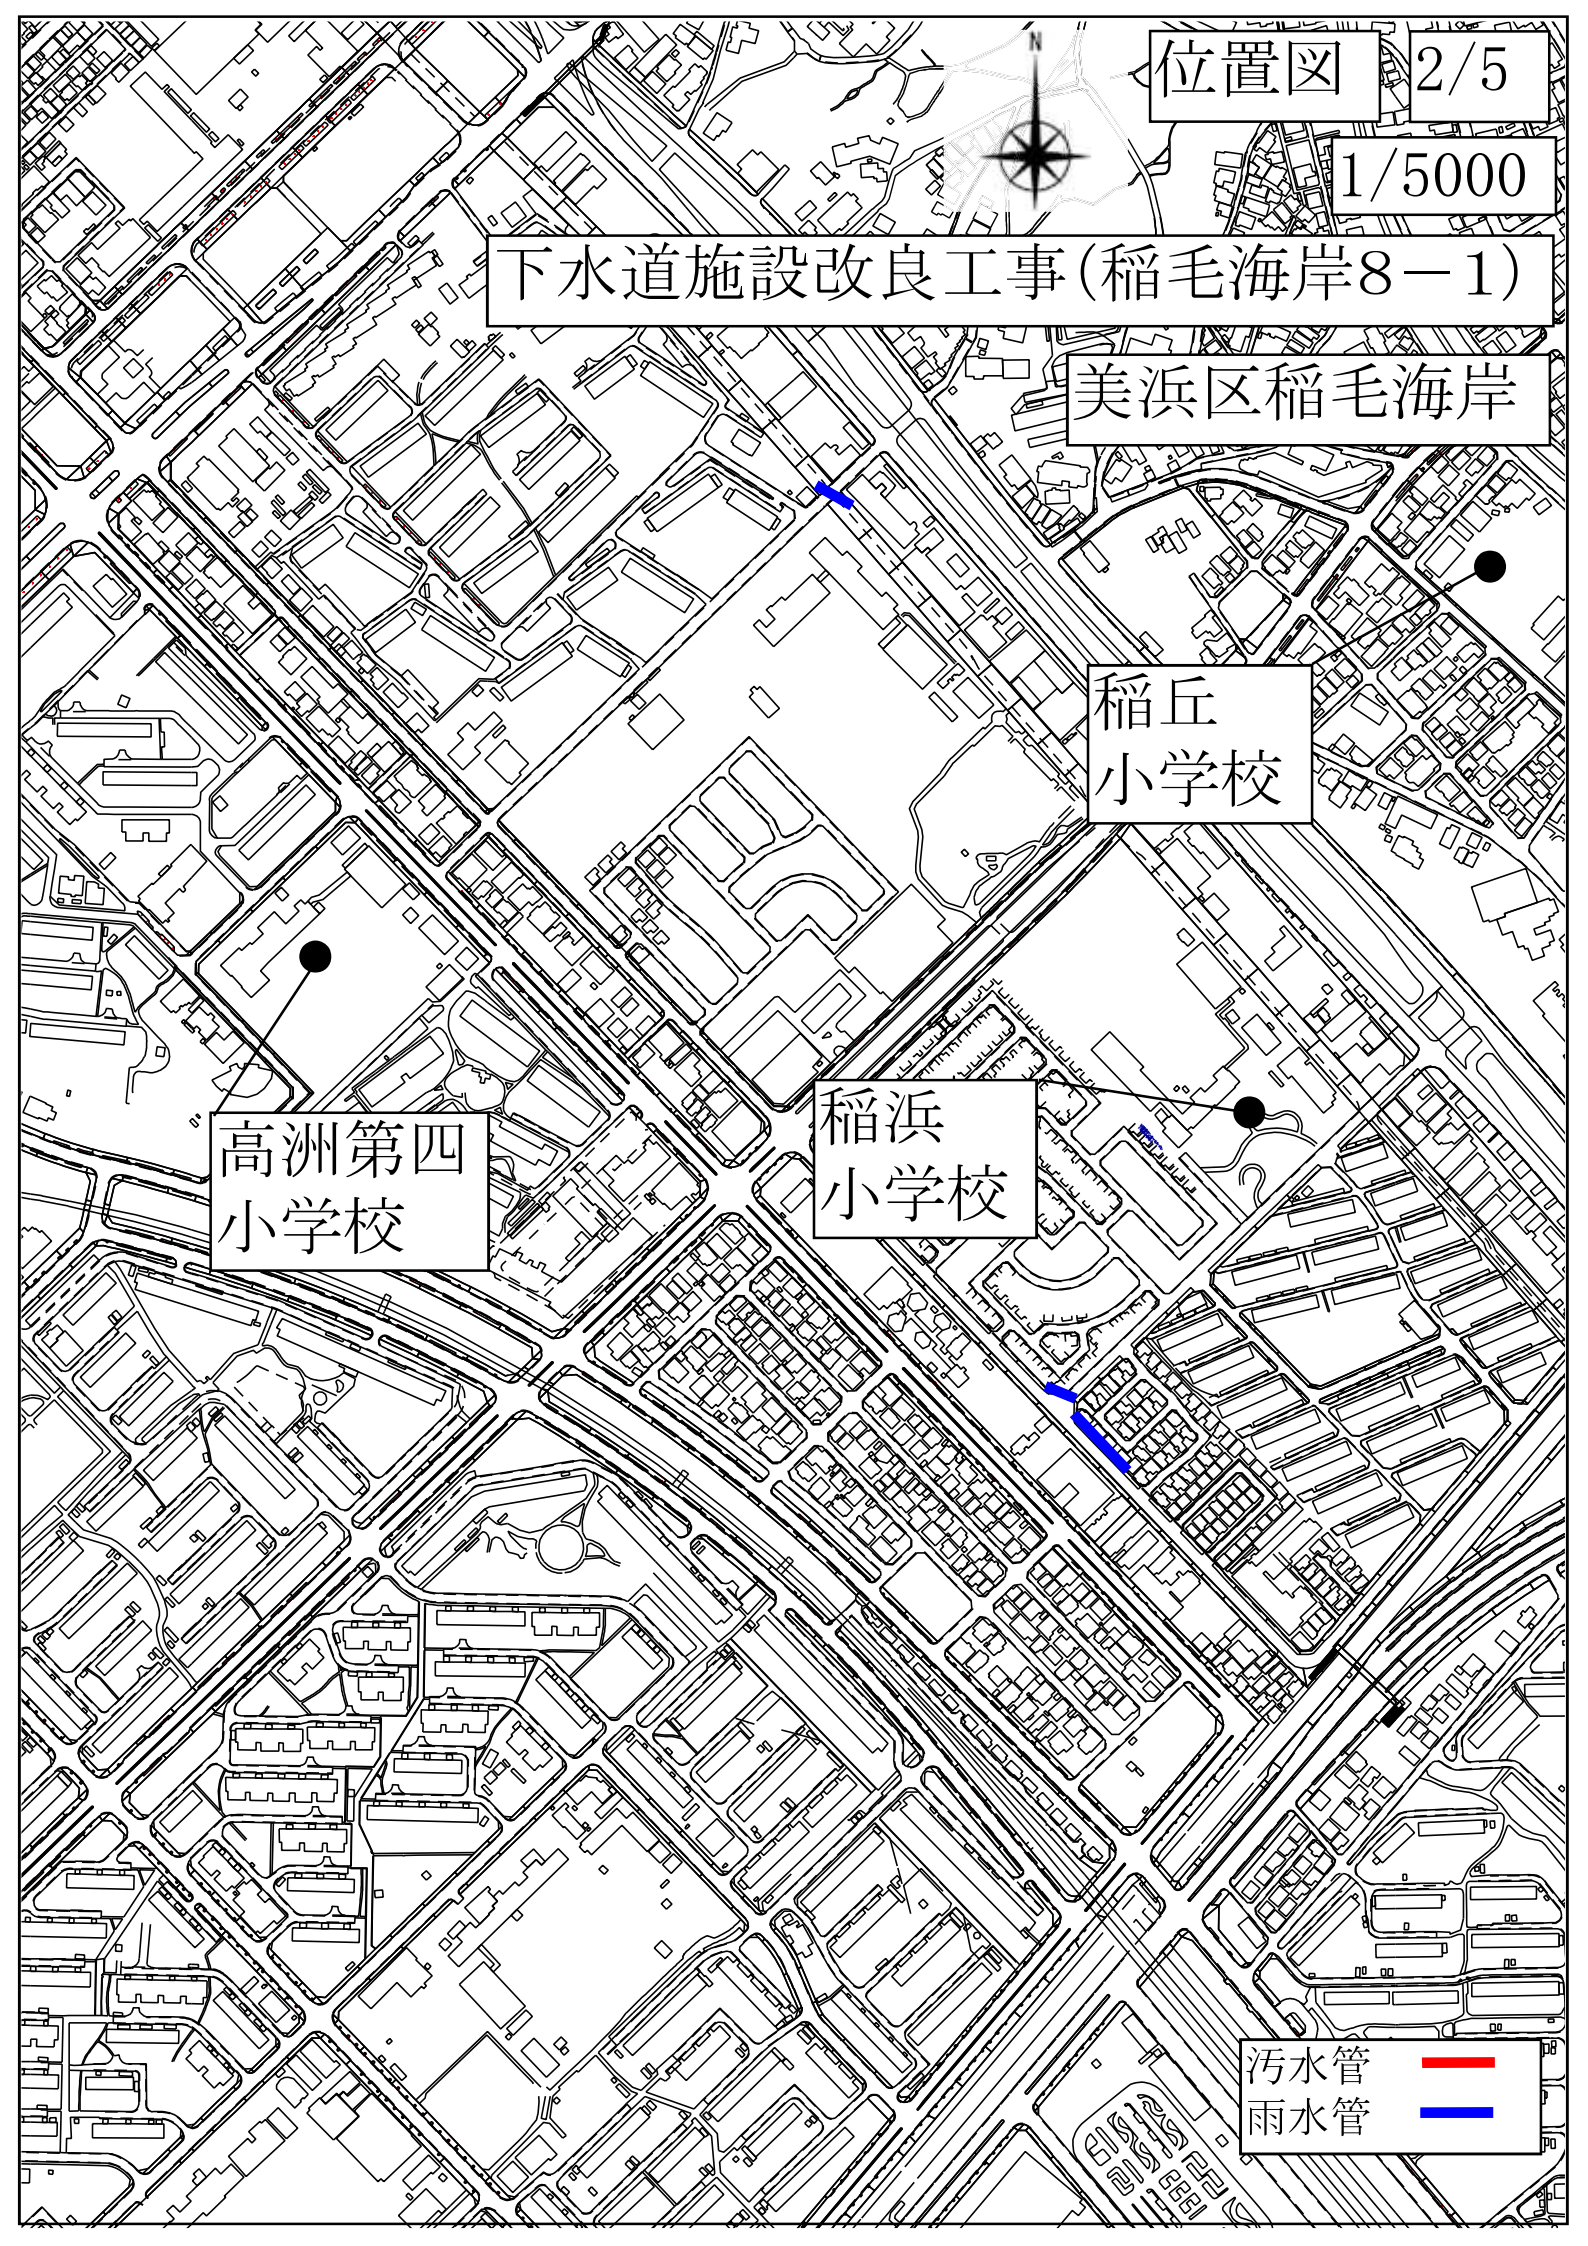 N
位置図
2/5
1/5000
下水道施設改良工事(稲毛海岸８－１)
美浜区稲毛海岸
稲丘
小学校
稲浜
小学校
高洲第四
小学校
汚水管
雨水管